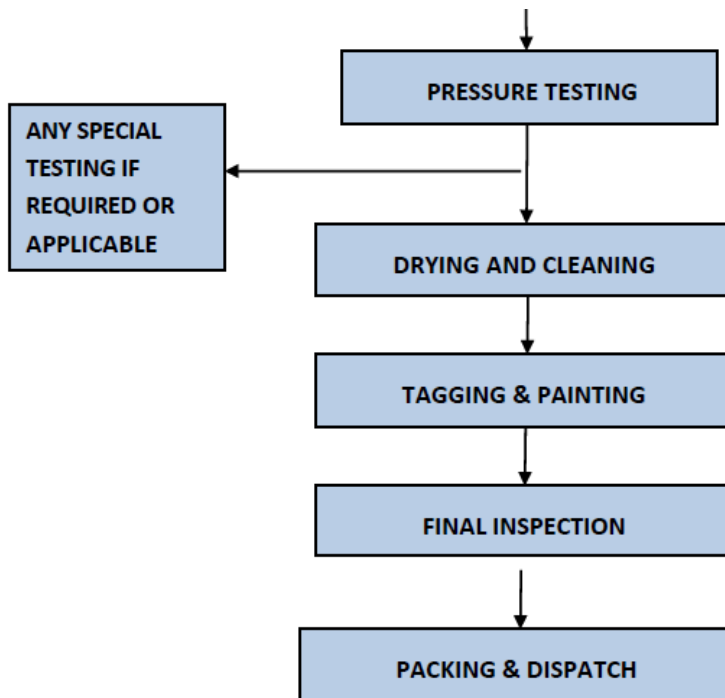 PRESSURE TESTING
ANY SPECIAL
TESTING IF
REQUIRED OR
APPLICABLE
DRYING AND CLEANING
TAGGING & PAINTING
FINAL INSPECTION
PACKING & DISPATCH